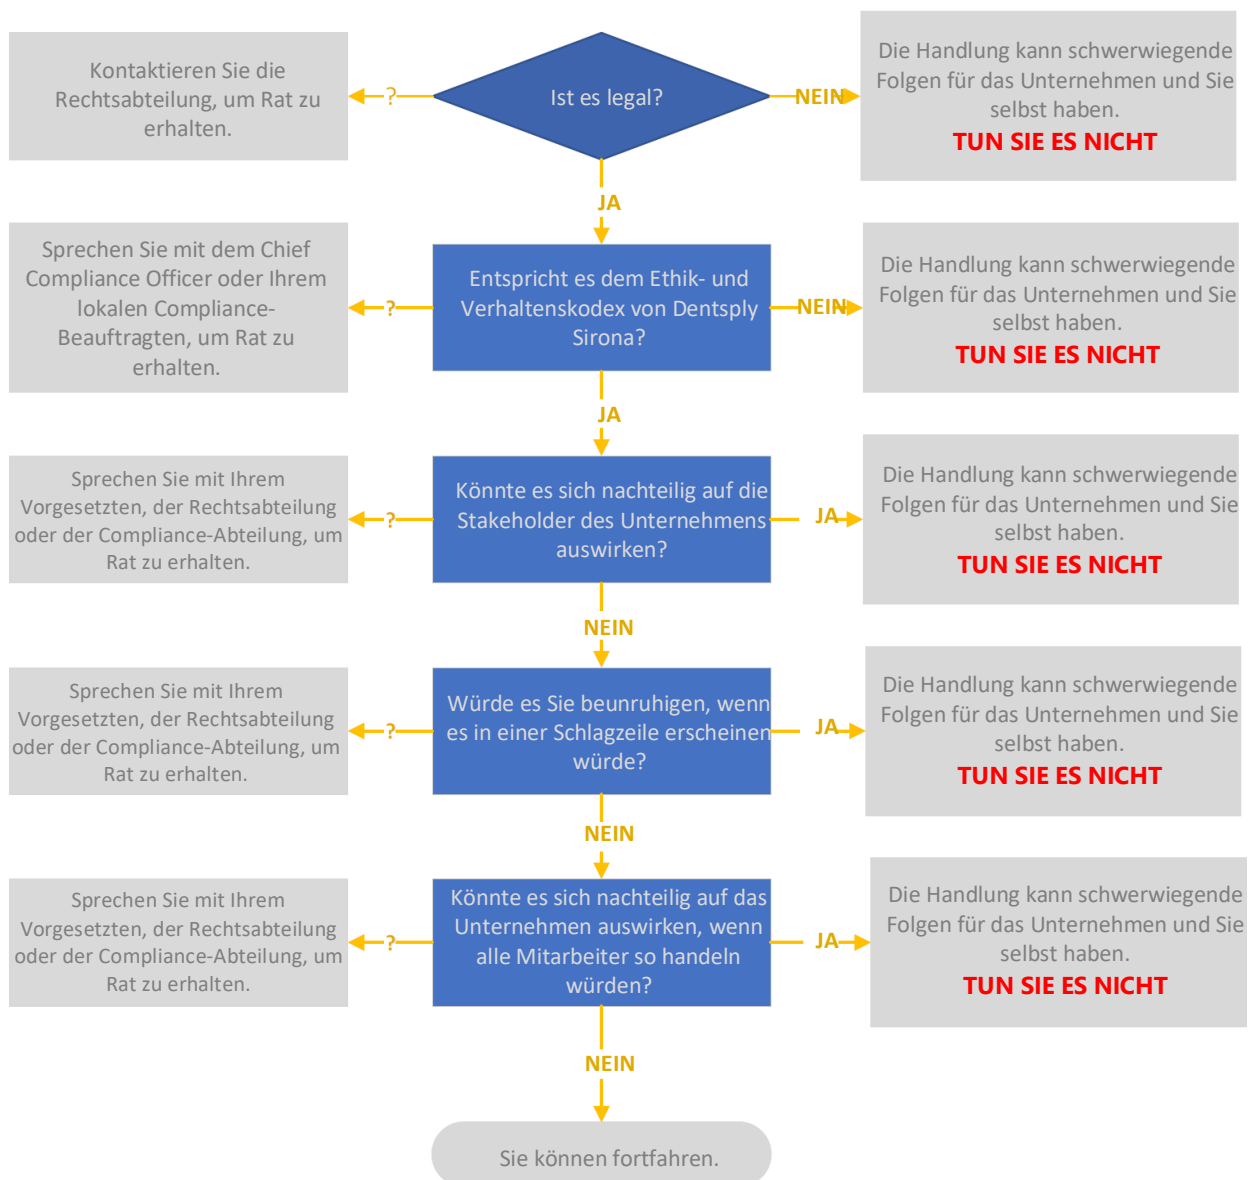 Kontaktieren Sie die
Rechtsabteilung, um Rat zu
erhalten.
?
Ist es legal?
NEIN
Die Handlung kann schwerwiegende
Folgen für das Unternehmen und Sie
selbst haben.
TUN SIE ES NICHT
JA
Sprechen Sie mit dem Chief
Compliance Officer oder Ihrem
lokalen Compliance-
Beauftragten, um Rat zu
erhalten.
?
Entspricht es dem Ethik- und
Verhaltenskodex von Dentsply
Sirona?
NEIN
Die Handlung kann schwerwiegende
Folgen für das Unternehmen und Sie
selbst haben.
TUN SIE ES NICHT
JA
Sprechen Sie mit Ihrem
Vorgesetzten, der Rechtsabteilung
oder der Compliance-Abteilung, um
Rat zu erhalten.
?
Könnte es sich nachteilig auf die
Stakeholder des Unternehmens
auswirken?
JA
Die Handlung kann schwerwiegende
Folgen für das Unternehmen und Sie
selbst haben.
TUN SIE ES NICHT
NEIN
Sprechen Sie mit Ihrem
Vorgesetzten, der Rechtsabteilung
oder der Compliance-Abteilung, um
Rat zu erhalten.
?
Würde es Sie beunruhigen, wenn
es in einer Schlagzeile erscheinen
würde?
JA
Die Handlung kann schwerwiegende
Folgen für das Unternehmen und Sie
selbst haben.
TUN SIE ES NICHT
NEIN
Sprechen Sie mit Ihrem
Vorgesetzten, der Rechtsabteilung
oder der Compliance-Abteilung, um
Rat zu erhalten.
?
Könnte es sich nachteilig auf das
Unternehmen auswirken, wenn
alle Mitarbeiter so handeln
würden?
JA
Die Handlung kann schwerwiegende
Folgen für das Unternehmen und Sie
selbst haben.
TUN SIE ES NICHT
NEIN
Sie können fortfahren.